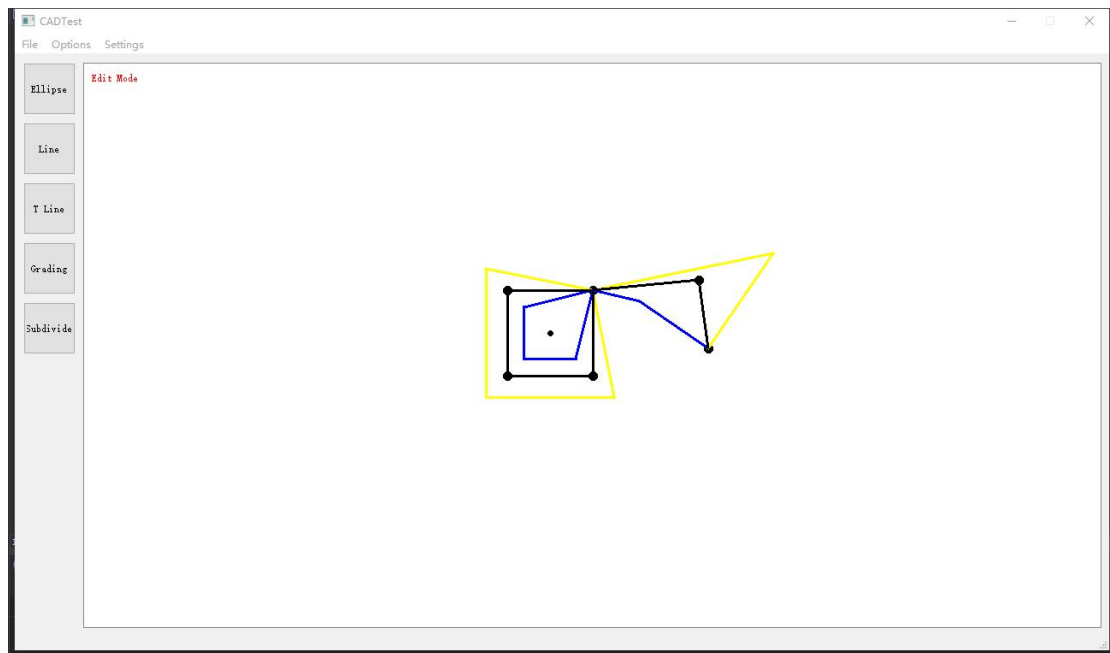 CADTest
File Options Settings
Edit Mode
Ellipse
Line
T Line
Grading
Subdivide